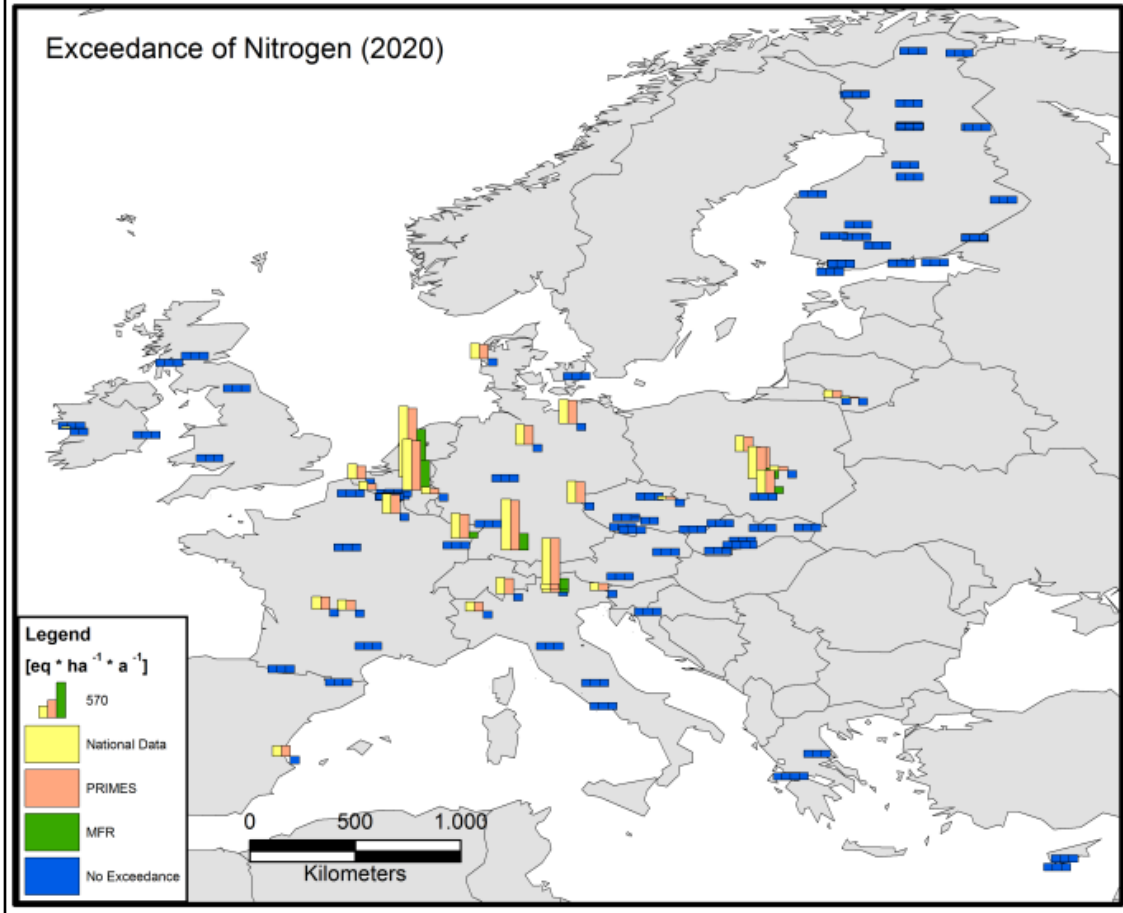 Exceedance of Nitrogen (2020)
Legend
[eq * ha ⁻¹ * a ⁻¹]
570
National Data
PRIMES
MFR
No Exceedance
0 500 1.000
Kilometers